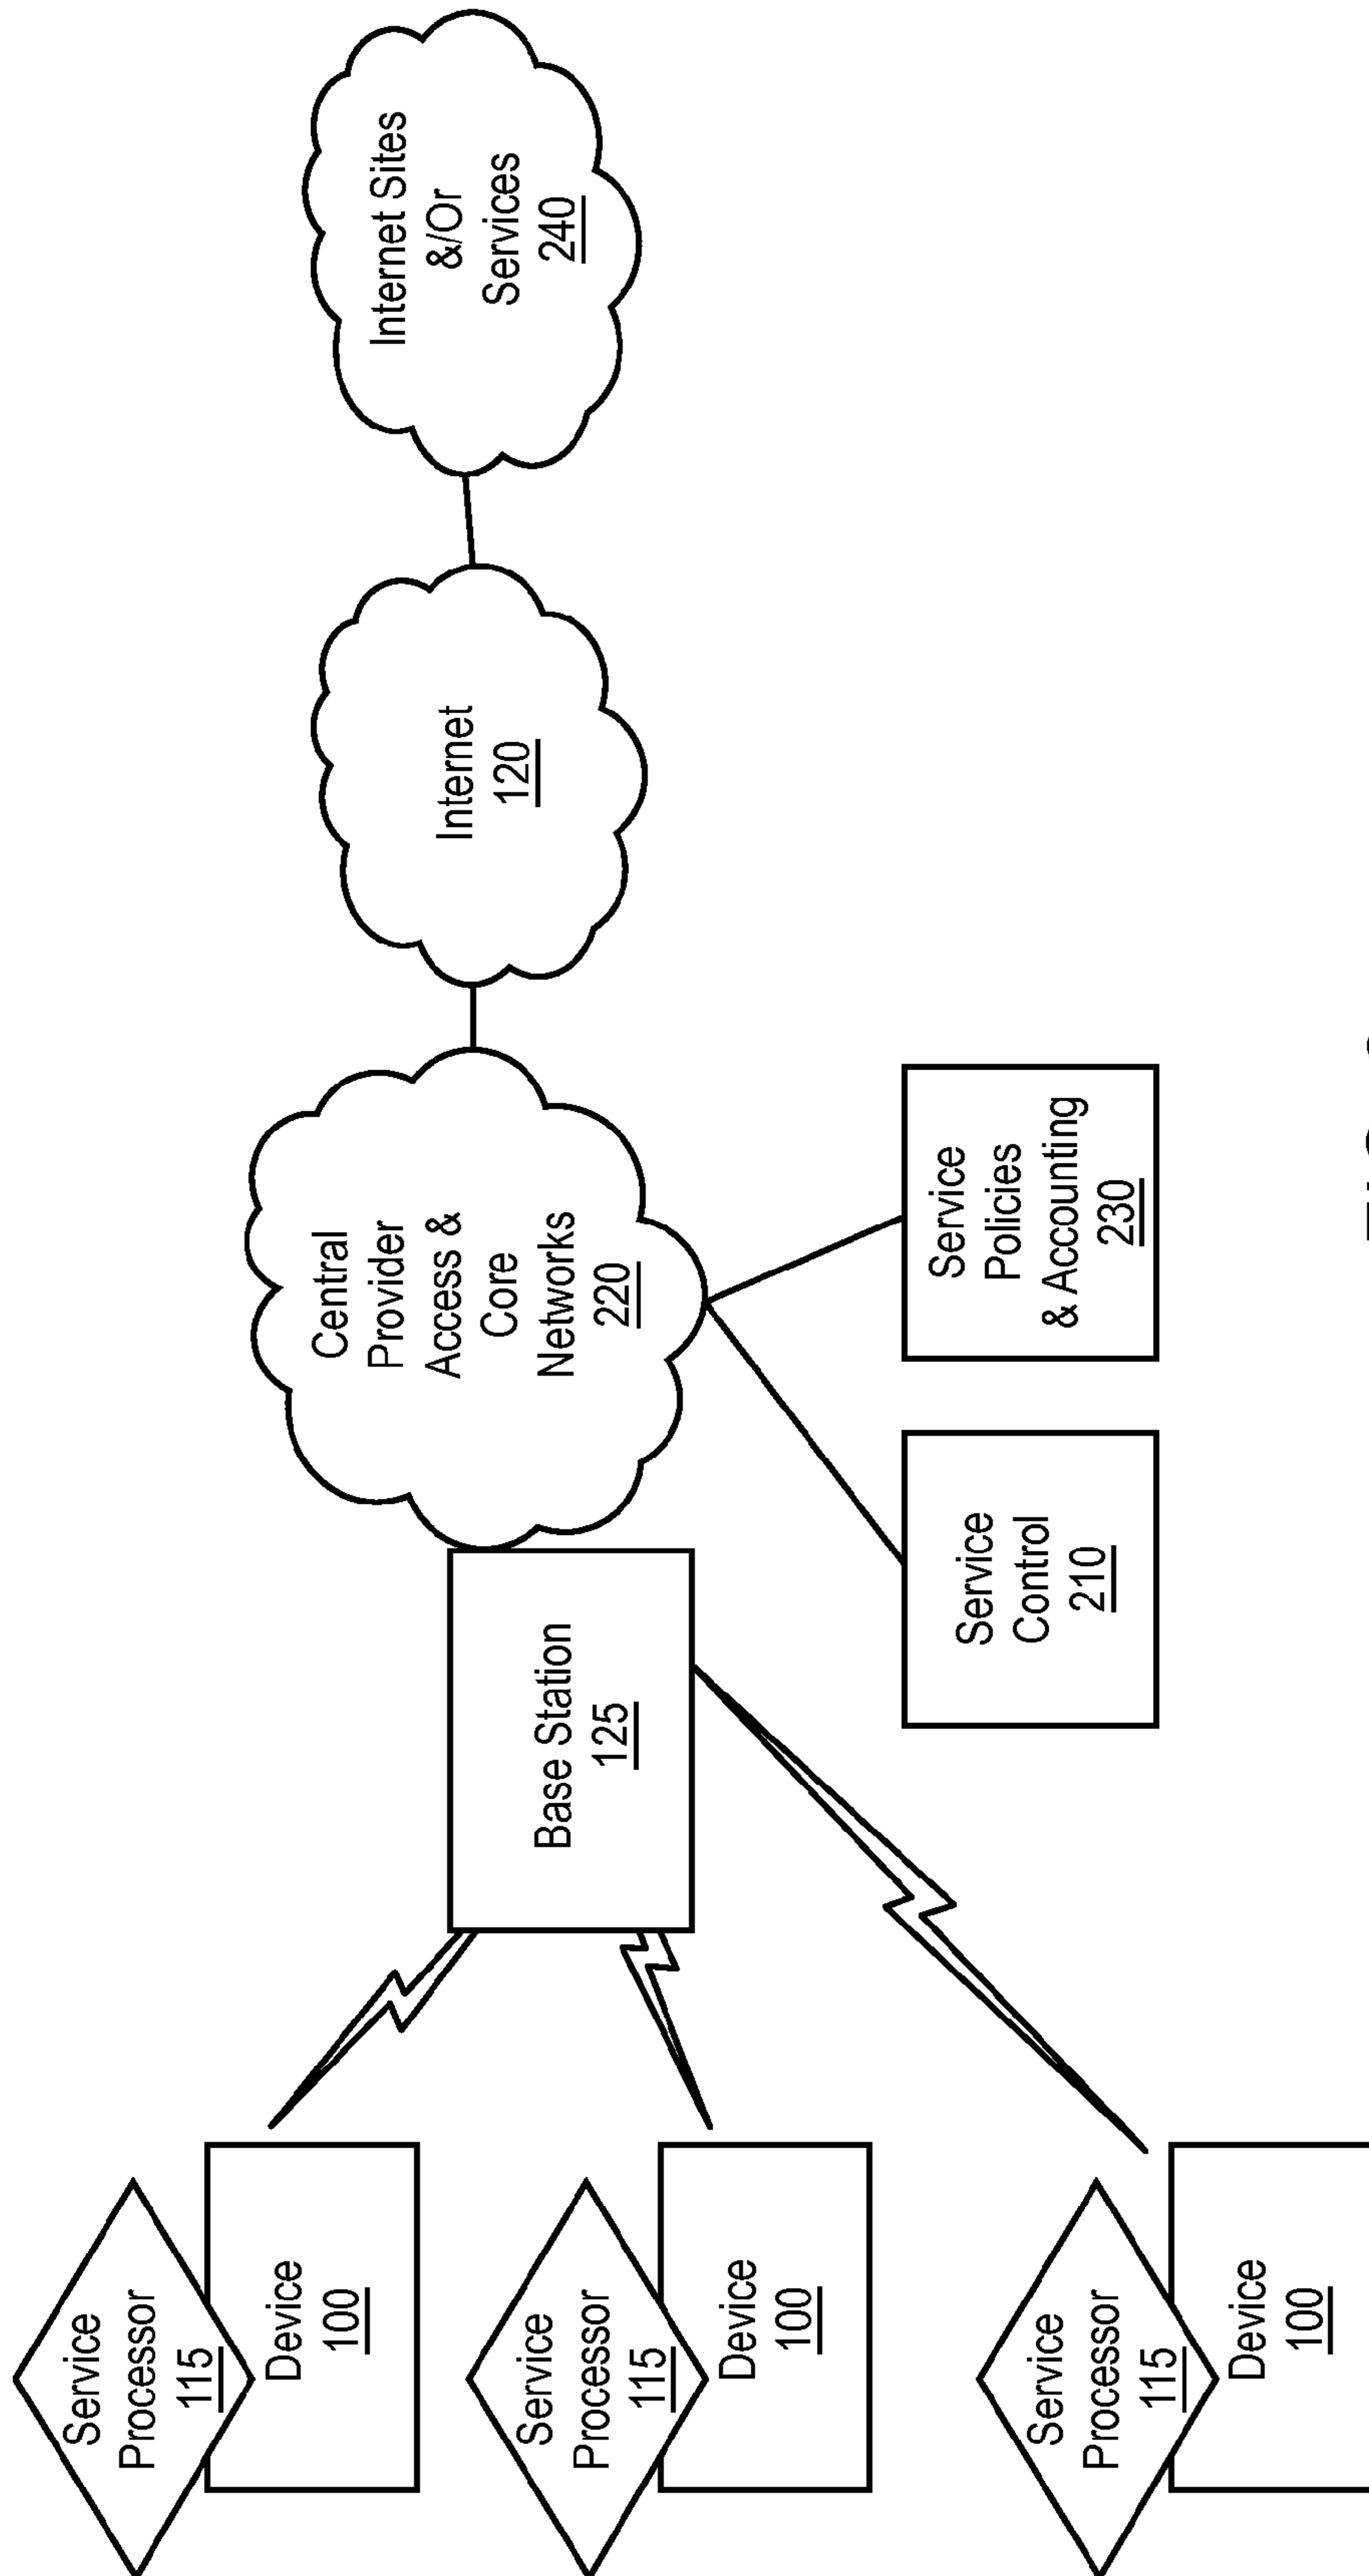 Service
Processor
115
Device
100
Service
Processor
115
Device
100
Service
Processor
115
Device
100
Base Station
125
Central
Provider
Access &
Core
Networks
220
Service
Control
210
Service
Policies
& Accounting
230
Internet
120
Internet Sites
&/Or
Services
240